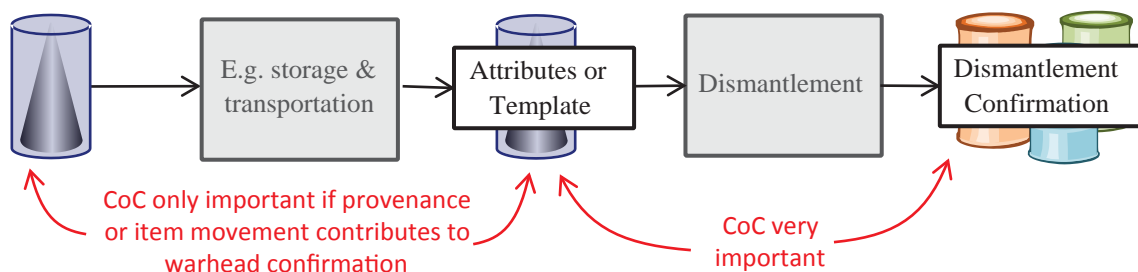 E.g. storage &
transportation
Attributes or
Template
Dismantlement
Dismantlement
Confirmation
CoC only important if provenance
or item movement contributes to
warhead confirmation
CoC very
important